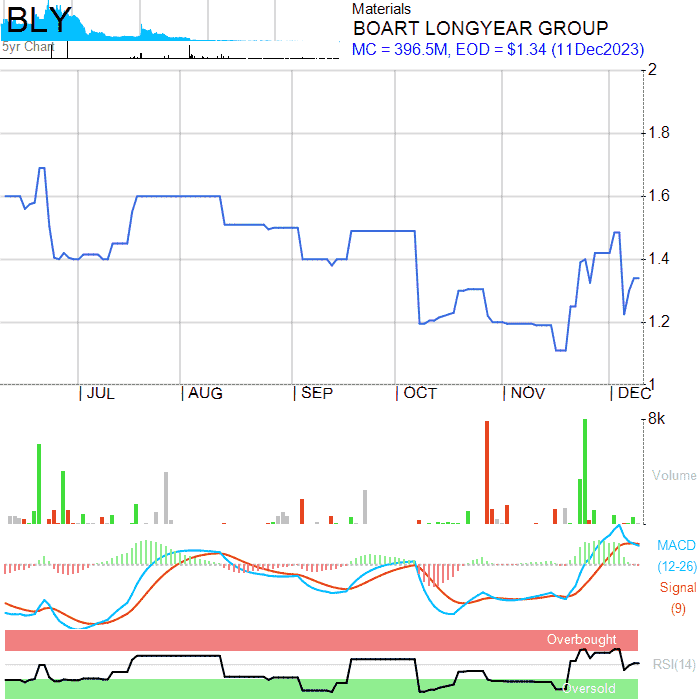 BLY
5yr Chart
Materials
BOART LONGYEAR GROUP
MC = 396.5M, EOD = $1.34 (11Dec2023)
2
1.8
1.6
1.4
1.2
1
JUL AUG SEP OCT NOV DEC
8k
Volume
MACD
(12-26)
Signal
(9)
Overbought
RSI(14)
Oversold